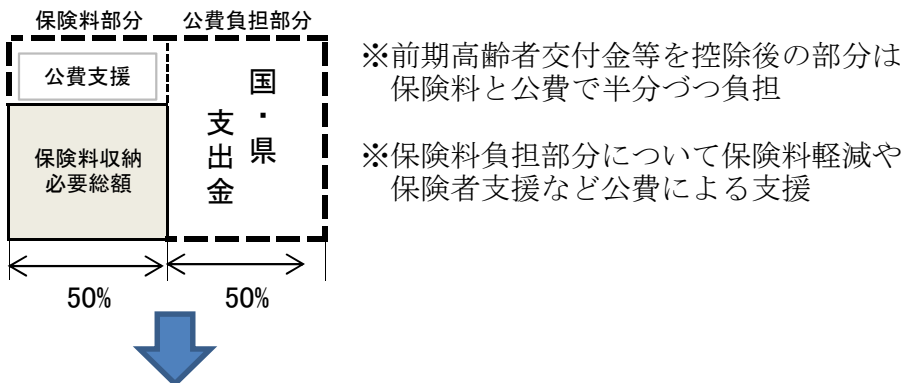 保険料部分 公費負担部分
公費支援
保険料収納
必要総額
国・県
支出金
50% 50%
※前期高齢者交付金等を控除後の部分は
保険料と公費で半分づつ負担
※保険料負担部分について保険料軽減や
保険者支援など公費による支援